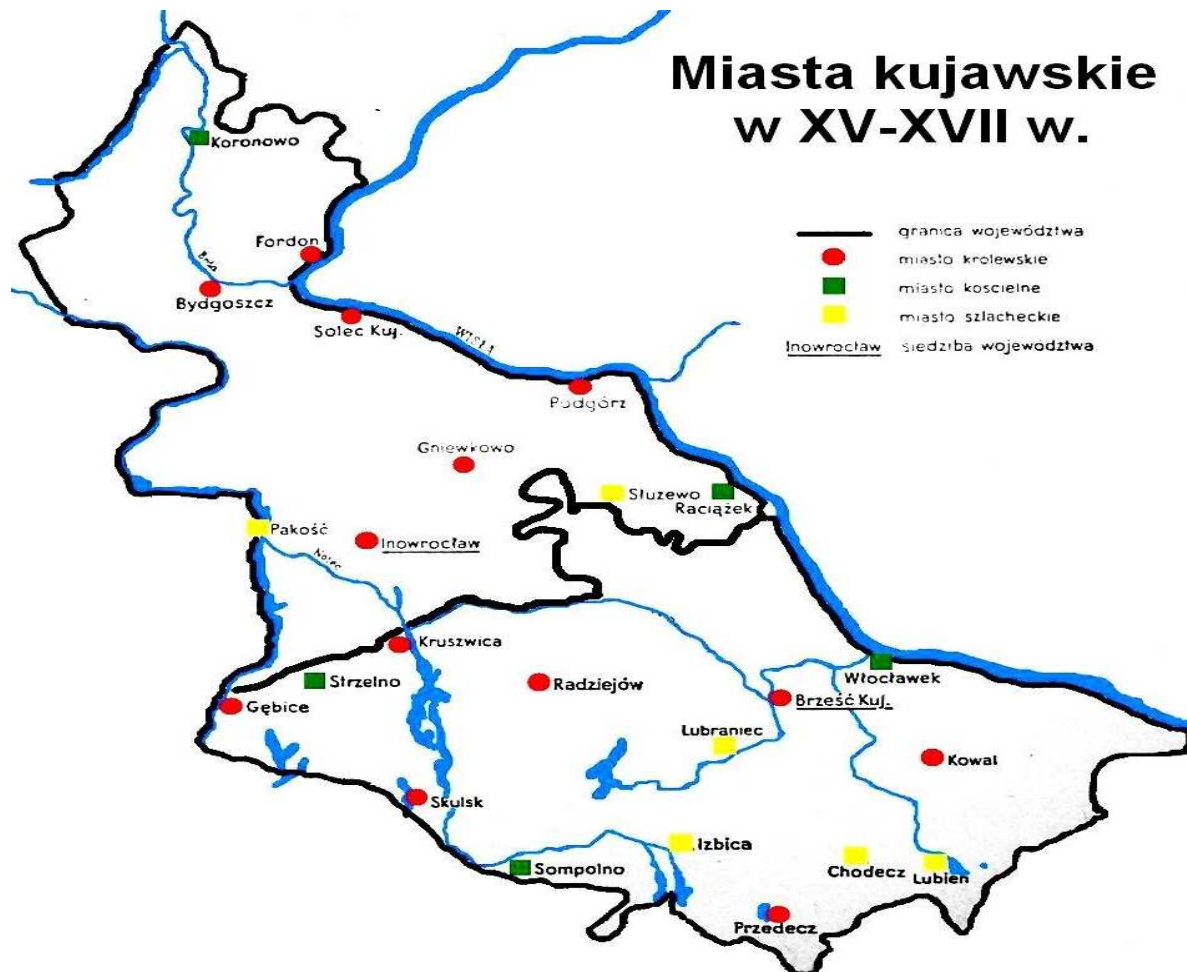 Miasta kujawskie
w XV-XVII w.
granica województwa
miasto królewskie
miasto kościelne
miasto szlacheckie
Inowrocław siedziba województwa
Koronowo
Fordon
Brda
Bydgoszcz
Solec Kuj.
WISŁA
Podgórz
Gniewkowo
Służewo
Raciążek
Pakość
Noteć
Inowrocław
Kruszwica
Strzelno
Radziejów
Włocławek
Gębice
Brześć Kuj.
Lubraniec
Kowal
Skulsk
Izbica
Sompolno
Chodecz
Lubień
Przedecz